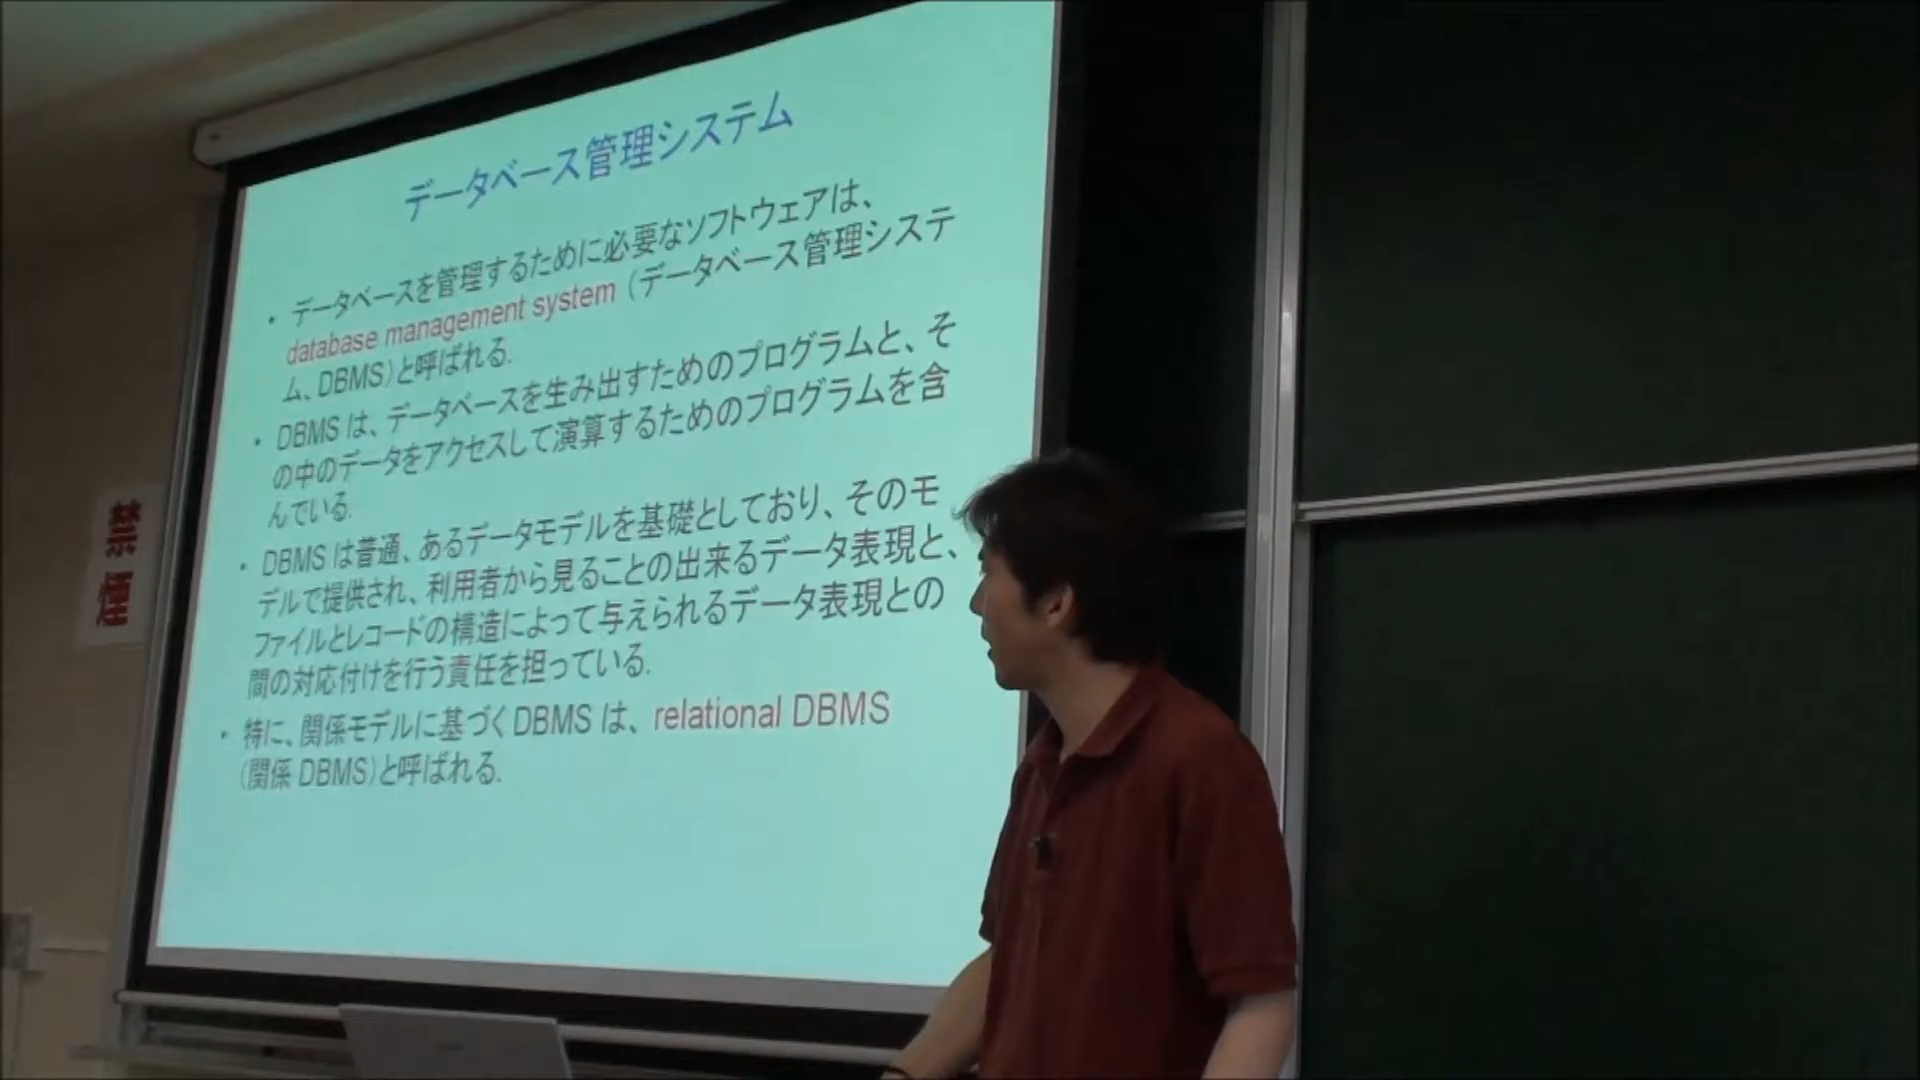 データベース管理システム
• データベースを管理するために必要なソフトウェアは、
database management system (データベース管理システ
ム、DBMS)と呼ばれる.
• DBMS は、データベースを生み出すためのプログラムと、そ
の中のデータをアクセスして演算するためのプログラムを含
んでいる.
• DBMS は普通、あるデータモデルを基礎としており、そのモ
デルで提供され、利用者から見ることの出来るデータ表現と、
ファイルとレコードの構造によって与えられるデータ表現との
間の対応付けを行う責任を担っている.
• 特に、関係モデルに基づく DBMS は、relational DBMS
(関係 DBMS)と呼ばれる.
禁煙